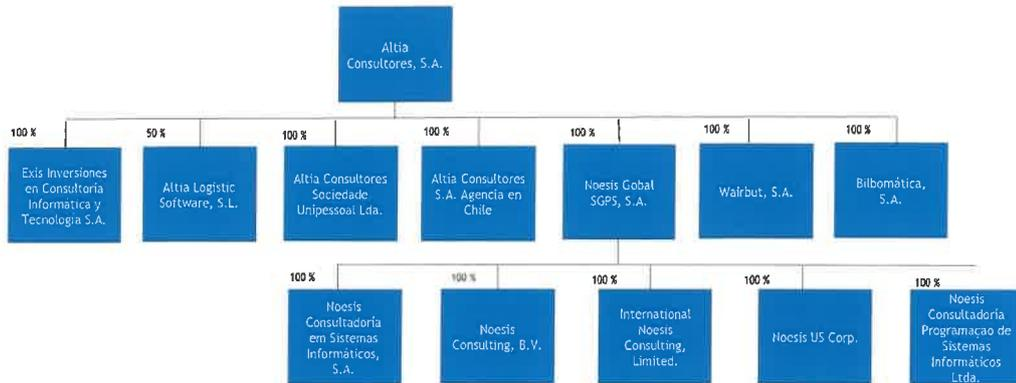 Altia
Consultores, S.A.
100 %
50 %
100 %
100 %
100 %
100 %
100 %
Exis Inversiones
en Consultoría
Informática y
Tecnología S.A.
Altia Logistic
Software, S.L.
Altia Consultores
Sociedade
Unipessoal Lda.
Altia Consultores
S.A. Agencia en
Chile
Noesis Gobal
SGPS, S.A.
Wairbut, S.A.
Bilbomática,
S.A.
100 %
100 %
100 %
100 %
100 %
Noesis
Consultadoría
em Sistemas
Informáticos,
S.A.
Noesis
Consulting, B.V.
International
Noesis
Consulting,
Limited.
Noesis US Corp.
Noesis
Consultadoría
Programaçao de
Sistemas
Informáticos
Ltda.